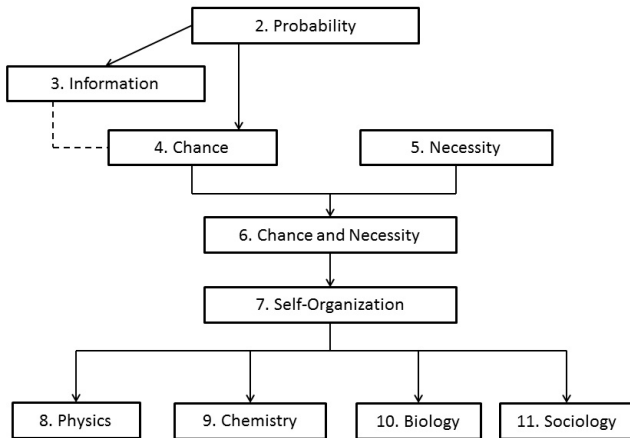 2. Probability
3. Information
4. Chance
5. Necessity
6. Chance and Necessity
7. Self-Organization
8. Physics
9. Chemistry
10. Biology
11. Sociology